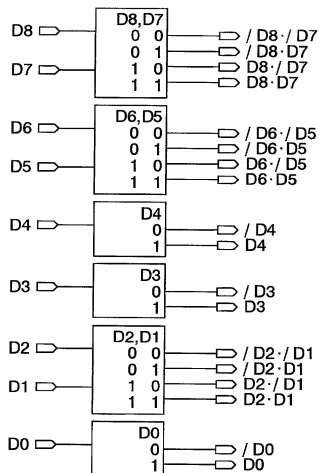 D8,D7
D8 0 0 / D8·/ D7
0 1 / D8·D7
D7 1 0 D8·/ D7
1 1 D8·D7
D6,D5
D6 0 0 / D6·/ D5
0 1 / D6·D5
D5 1 0 D6·/ D5
1 1 D6·D5
D4
D4 0 / D4
1 D4
D3
D3 0 / D3
1 D3
D2,D1
D2 0 0 / D2·/ D1
0 1 / D2·D1
D1 1 0 D2·/ D1
1 1 D2·D1
D0
D0 0 / D0
1 D0